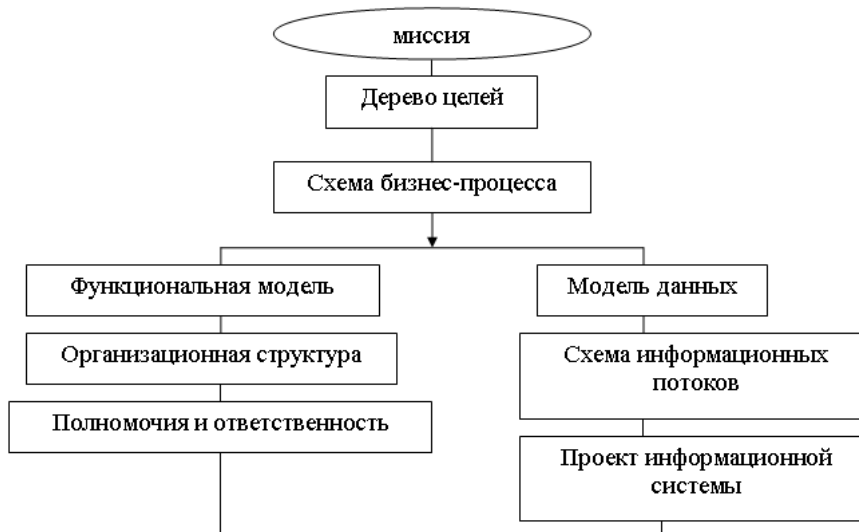 миссия
Дерево целей
Схема бизнес-процесса
Функциональная модель
Организационная структура
Полномочия и ответственность
Модель данных
Схема информационных
потоков
Проект информационной
системы